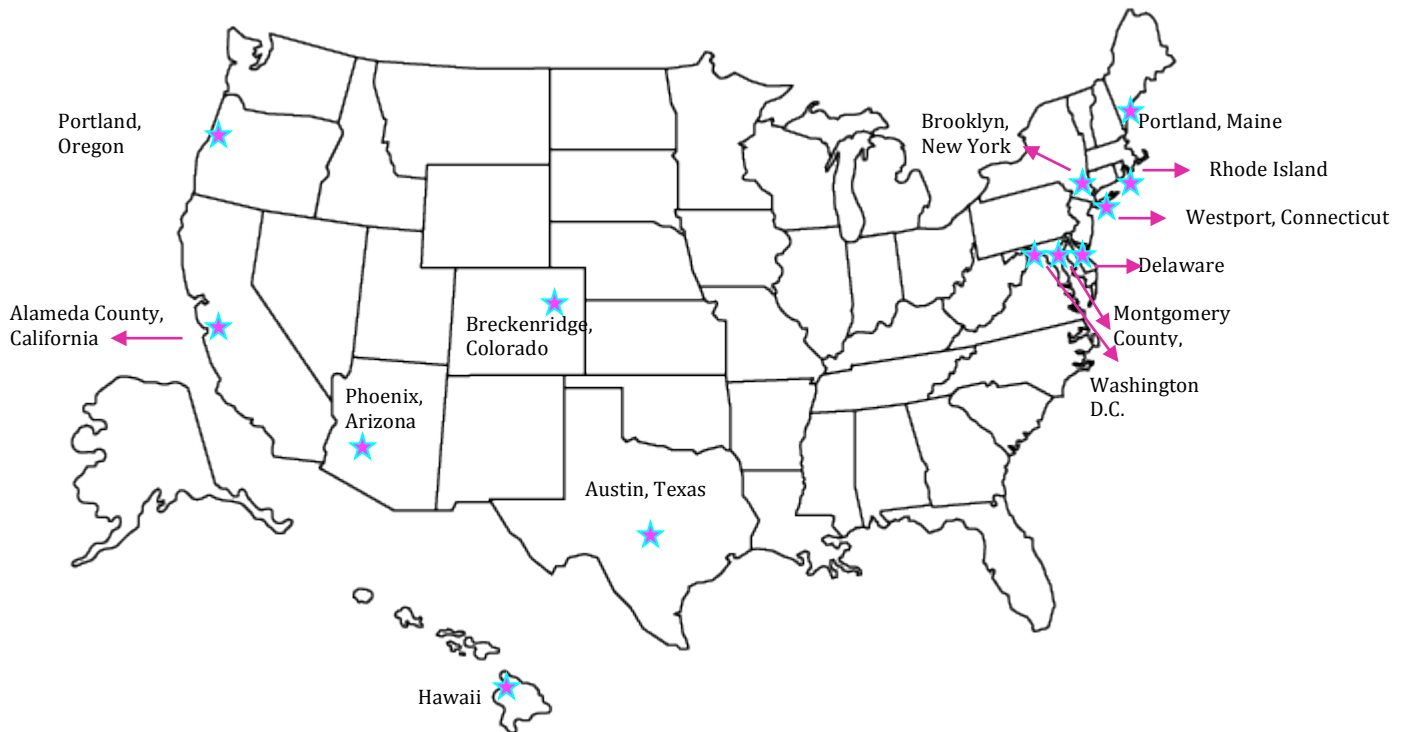 Portland,
Oregon
Brooklyn,
New York
Portland, Maine
Rhode Island
Westport, Connecticut
Delaware
Alameda County,
California
Breckenridge,
Colorado
Montgomery
County,
Washington
D.C.
Phoenix,
Arizona
Austin, Texas
Hawaii